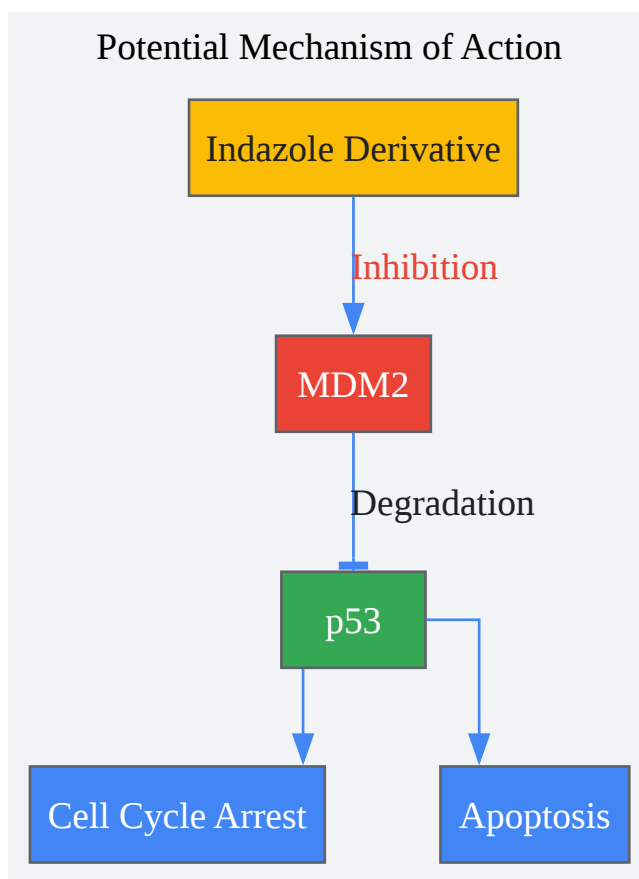 Potential Mechanism of Action
Indazole Derivative
Inhibition
MDM2
Degradation
p53
Cell Cycle Arrest
Apoptosis